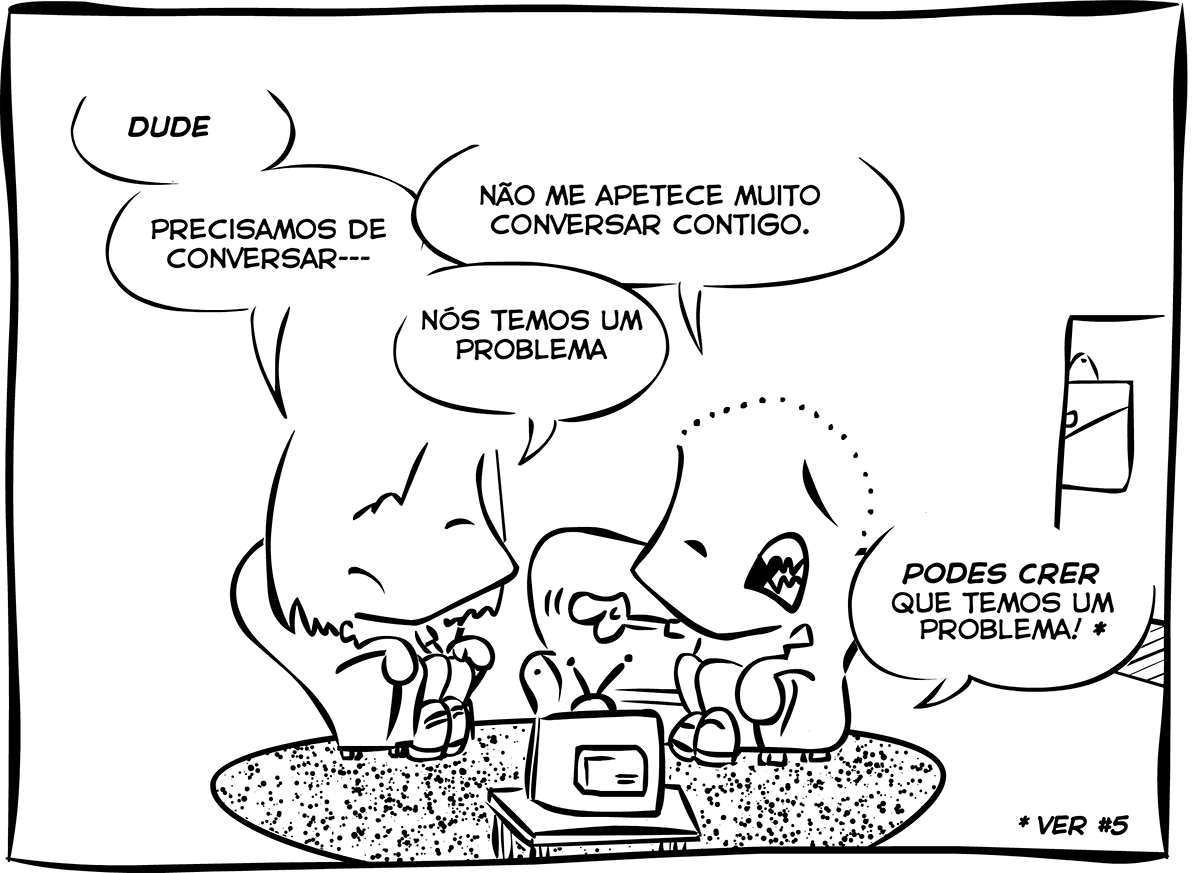 DUDE
PRECISAMOS DE
CONVERSAR---
NÃO ME APETECE MUITO
CONVERSAR CONTIGO.
NÓS TEMOS UM
PROBLEMA
PODES CRER
QUE TEMOS UM
PROBLEMA! *
* VER #5